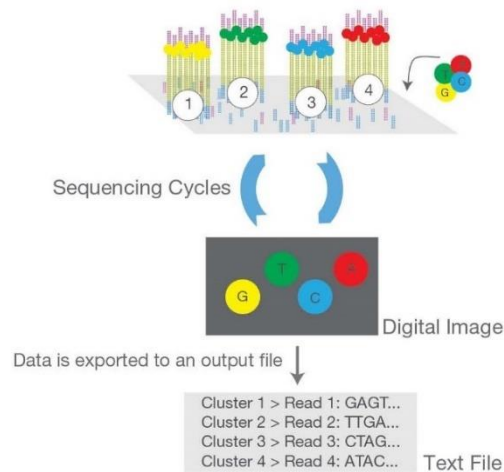 1
2
3
4
T
C
G
Sequencing Cycles
T
A
G
C
Digital Image
Data is exported to an output file
Cluster 1 > Read 1: GAGT...
Cluster 2 > Read 2: TTGA...
Cluster 3 > Read 3: CTAG...
Cluster 4 > Read 4: ATAC...
Text File